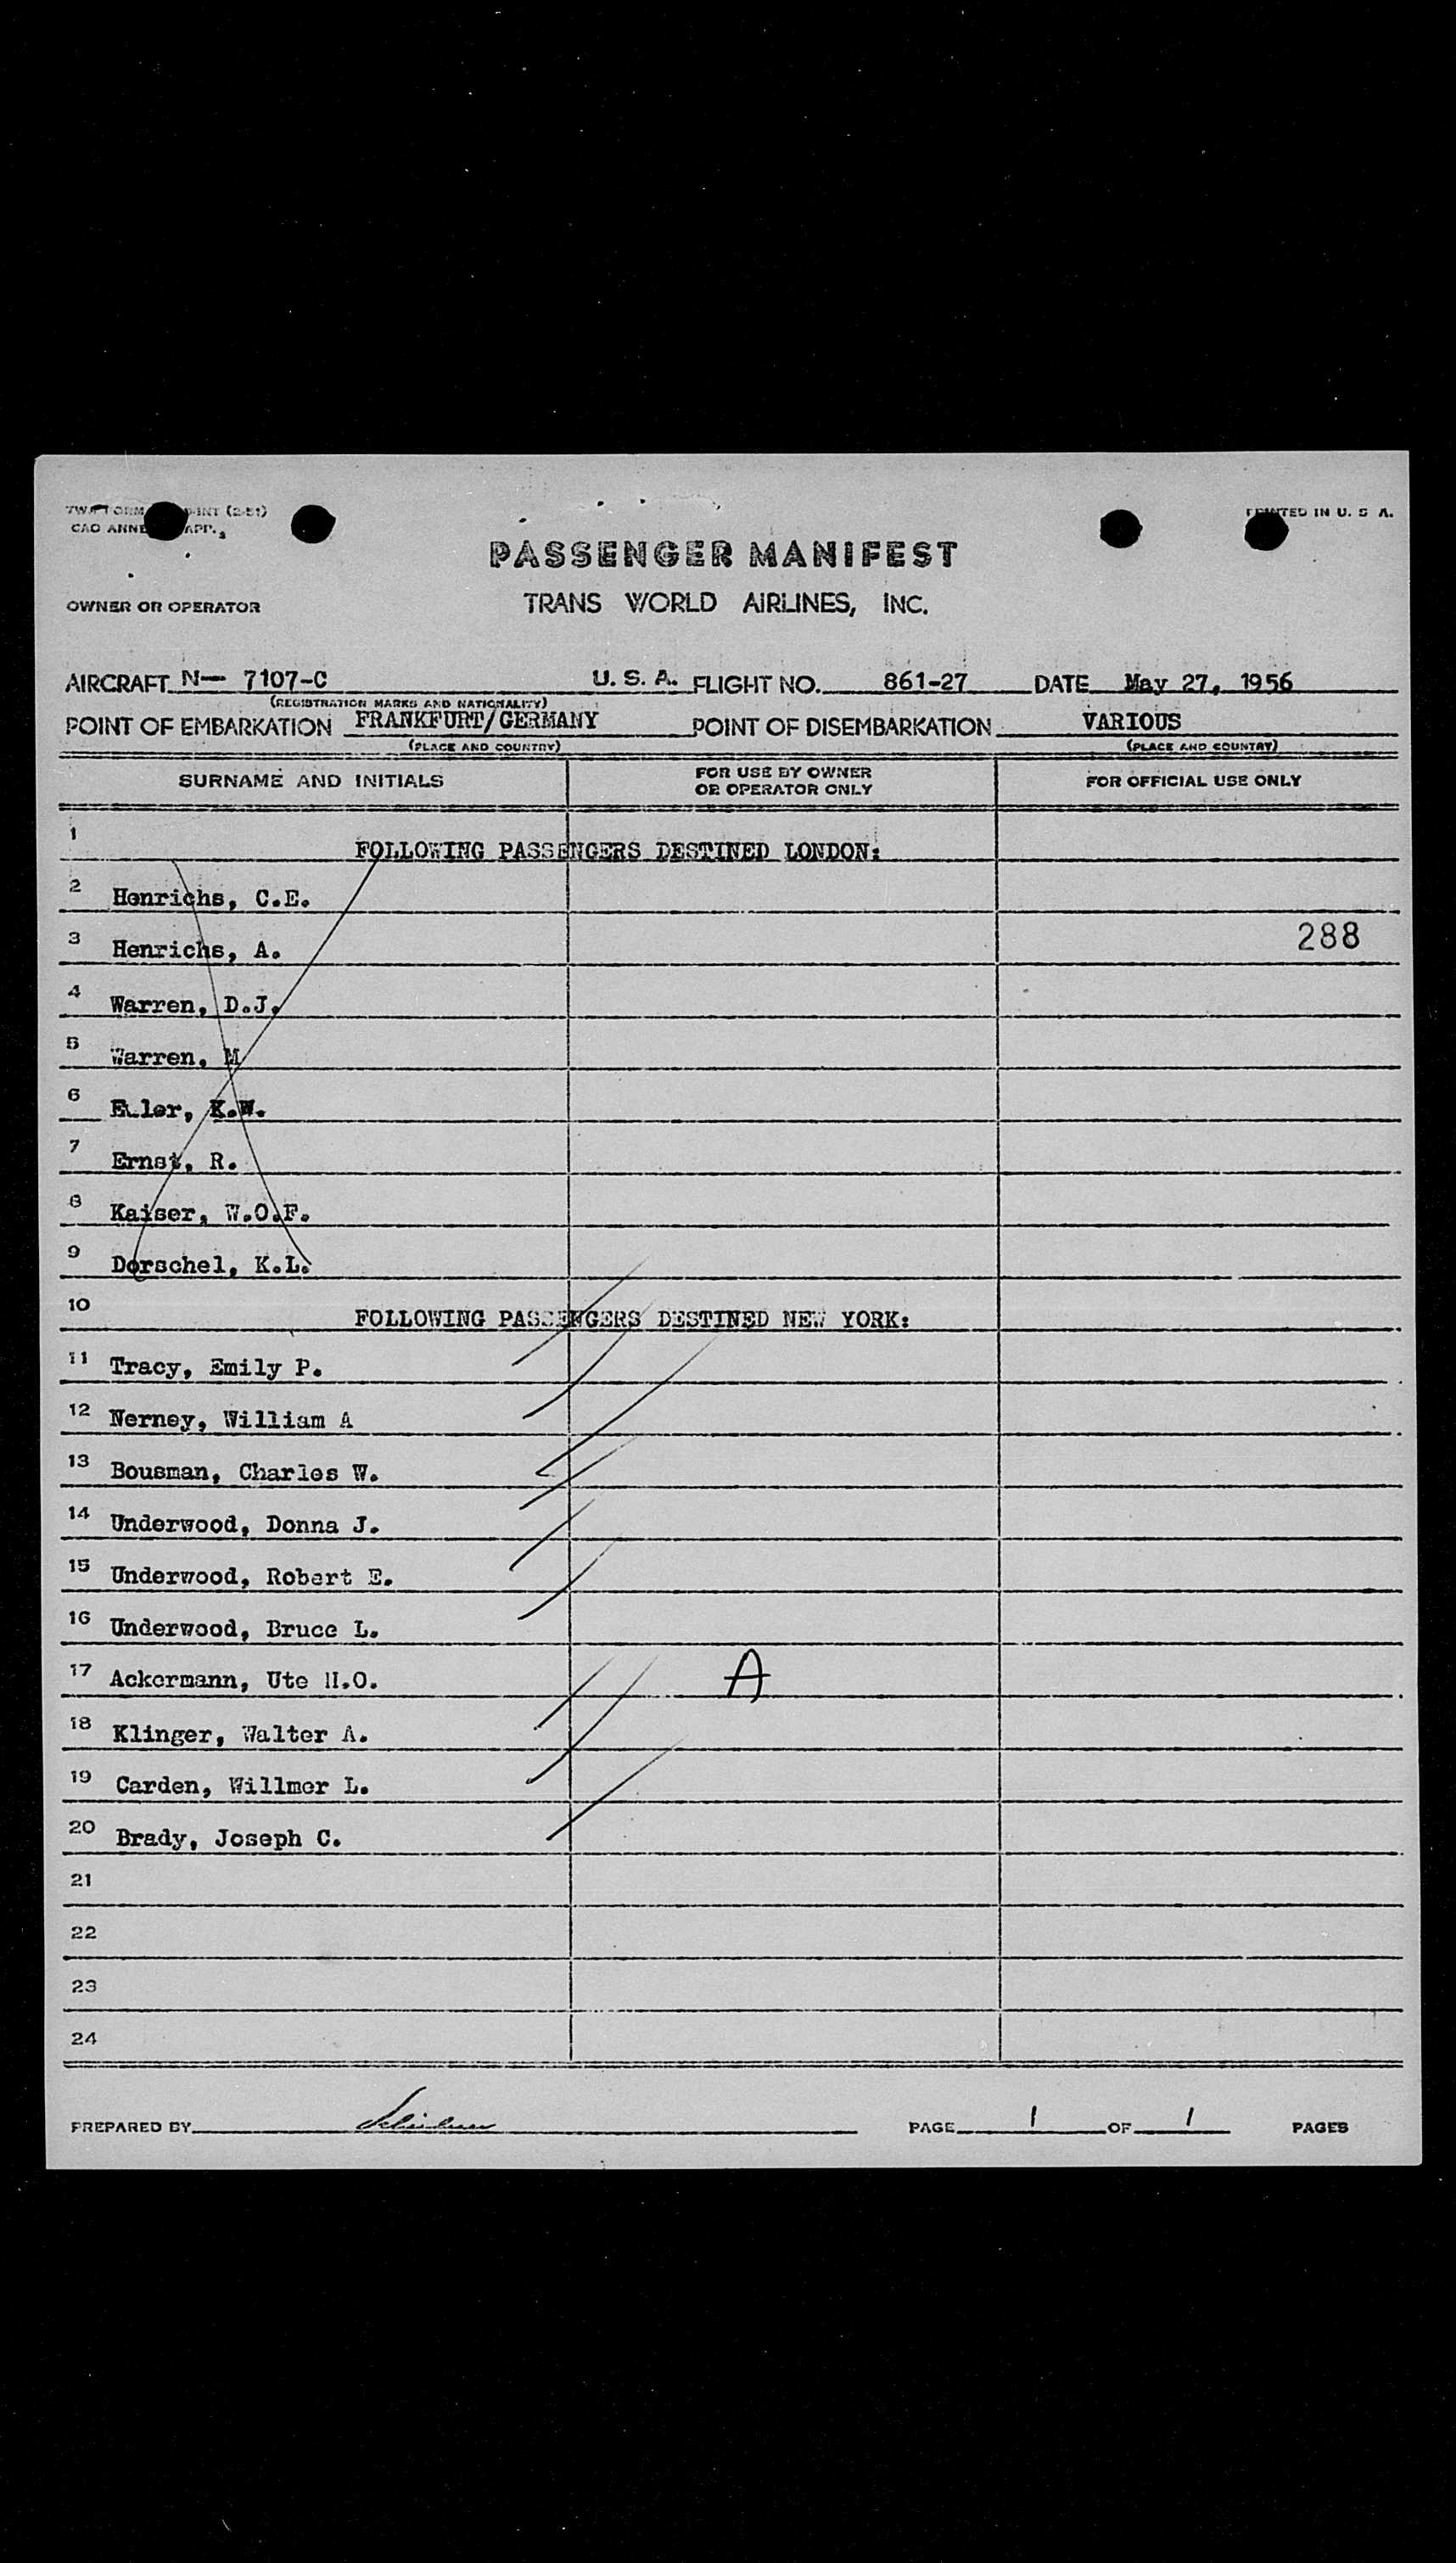 PRINTED IN U. S. A.
PASSENGER MANIFEST
OWNER OR OPERATOR TRANS WORLD AIRLINES, INC.
AIRCRAFT N— 7107-C U. S. A. FLIGHT NO. 861-27 DATE May 27, 1956
(REGISTRATION MARKS AND NATIONALITY)
POINT OF EMBARKATION FRANKFURT/GERMANY POINT OF DISEMBARKATION VARIOUS
(PLACE AND COUNTRY) (PLACE AND COUNTRY)
SURNAME AND INITIALS FOR USE BY OWNER OR OPERATOR ONLY FOR OFFICIAL USE ONLY
1 FOLLOWING PASSENGERS DESTINED LONDON:
2 Henrichs, C.E.
3 Henrichs, A. 288
4 Warren, D.J.
5 Warren, M
6 K.W.
7 Ernst, R.
8 Kaiser, W.O.F.
9 Dorschel, K.L.
10 FOLLOWING PASSENGERS DESTINED NEW YORK:
11 Tracy, Emily P.
12 Nerney, William A
13 Bousman, Charles W.
14 Underwood, Donna J.
15 Underwood, Robert E.
16 Underwood, Bruce L.
17 Ackermann, Ute H.O. A
18 Klinger, Walter A.
19 Carden, Willmer L.
20 Brady, Joseph C.
21
22
23
24
PREPARED BY PAGE 1 OF 1 PAGES